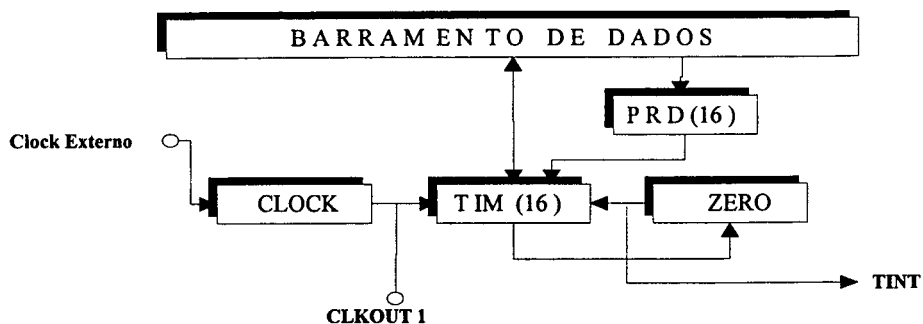 BARRAMENTO DE DADOS
PRD(16)
Clock Externo
CLOCK
TIM (16)
ZERO
TINT
CLKOUT 1